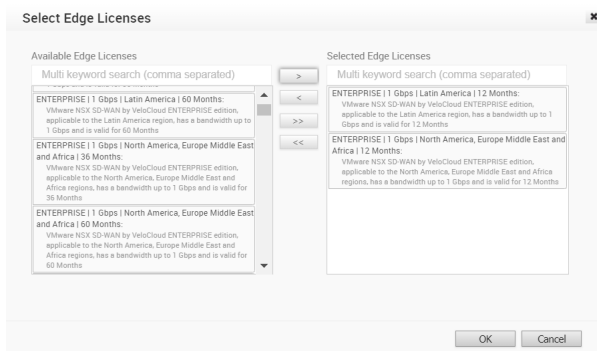 Select Edge Licenses
x
Available Edge Licenses
Multi keyword search (comma separated)
ENTERPRISE | 1 Gbps | Latin America | 60 Months:
VMware NSX SD-WAN by VeloCloud ENTERPRISE edition,
applicable to the Latin America region, has a bandwidth up to
1 Gbps and is valid for 60 Months
ENTERPRISE | 1 Gbps | North America, Europe Middle East
and Africa | 36 Months:
VMware NSX SD-WAN by VeloCloud ENTERPRISE edition,
applicable to the North America, Europe Middle East and
Africa regions, has a bandwidth up to 1 Gbps and is valid for
36 Months
ENTERPRISE | 1 Gbps | North America, Europe Middle East
and Africa | 60 Months:
VMware NSX SD-WAN by VeloCloud ENTERPRISE edition,
applicable to the North America, Europe Middle East and
Africa regions, has a bandwidth up to 1 Gbps and is valid for
60 Months
>
<
>>
<<
Selected Edge Licenses
Multi keyword search (comma separated)
ENTERPRISE | 1 Gbps | Latin America | 12 Months:
VMware NSX SD-WAN by VeloCloud ENTERPRISE edition,
applicable to the Latin America region, has a bandwidth up to 1
Gbps and is valid for 12 Months
ENTERPRISE | 1 Gbps | North America, Europe Middle East and
Africa | 12 Months:
VMware NSX SD-WAN by VeloCloud ENTERPRISE edition,
applicable to the North America, Europe Middle East and Africa
regions, has a bandwidth up to 1 Gbps and is valid for 12 Months
OK
Cancel